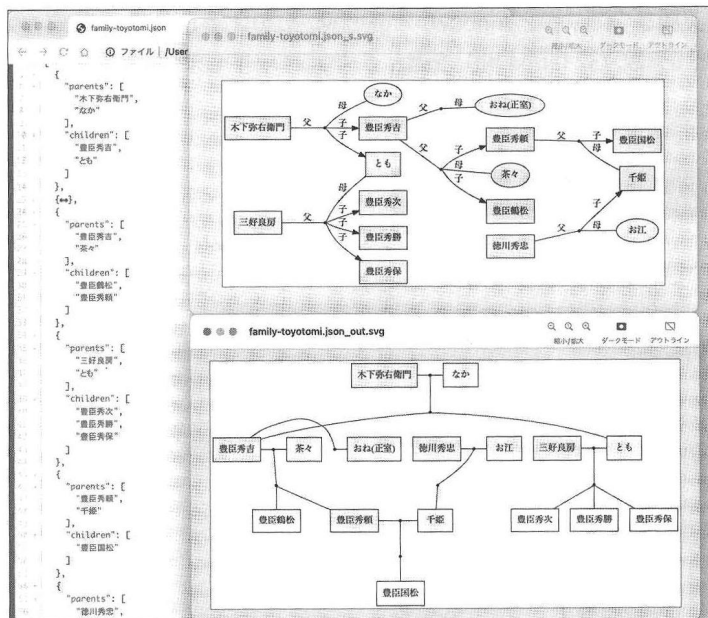 family-toyotomi.json
ファイル | /User
{
"parents": [
"木下弥右衛門",
"なか"
],
"children": [
"豊臣秀吉",
"とも"
]
},
{↔},
{
"parents": [
"豊臣秀吉",
"茶々"
],
"children": [
"豊臣鶴松",
"豊臣秀頼"
]
},
{
"parents": [
"三好良房",
"とも"
],
"children": [
"豊臣秀次",
"豊臣秀勝",
"豊臣秀保"
]
},
{
"parents": [
"豊臣秀頼",
"千姫"
],
"children": [
"豊臣国松"
]
},
{
"parents": [
"徳川秀忠",
family-toyotomi.json_s.svg
縮小/拡大 ダークモード アウトライン
なか
母
父 母 おね(正室)
木下弥右衛門 父 子 豊臣秀吉
子
とも
父 子 豊臣秀頼 父 子 豊臣国松
母 茶々
母 千姫
子 豊臣鶴松
母
三好良房 父 子 豊臣秀次
子 豊臣秀勝
子 豊臣秀保
徳川秀忠 父 子
母 お江
family-toyotomi.json_out.svg
縮小/拡大 ダークモード アウトライン
木下弥右衛門 なか
豊臣秀吉 茶々 おね(正室) 徳川秀忠 お江 三好良房 とも
豊臣鶴松 豊臣秀頼 千姫 豊臣秀次 豊臣秀勝 豊臣秀保
豊臣国松